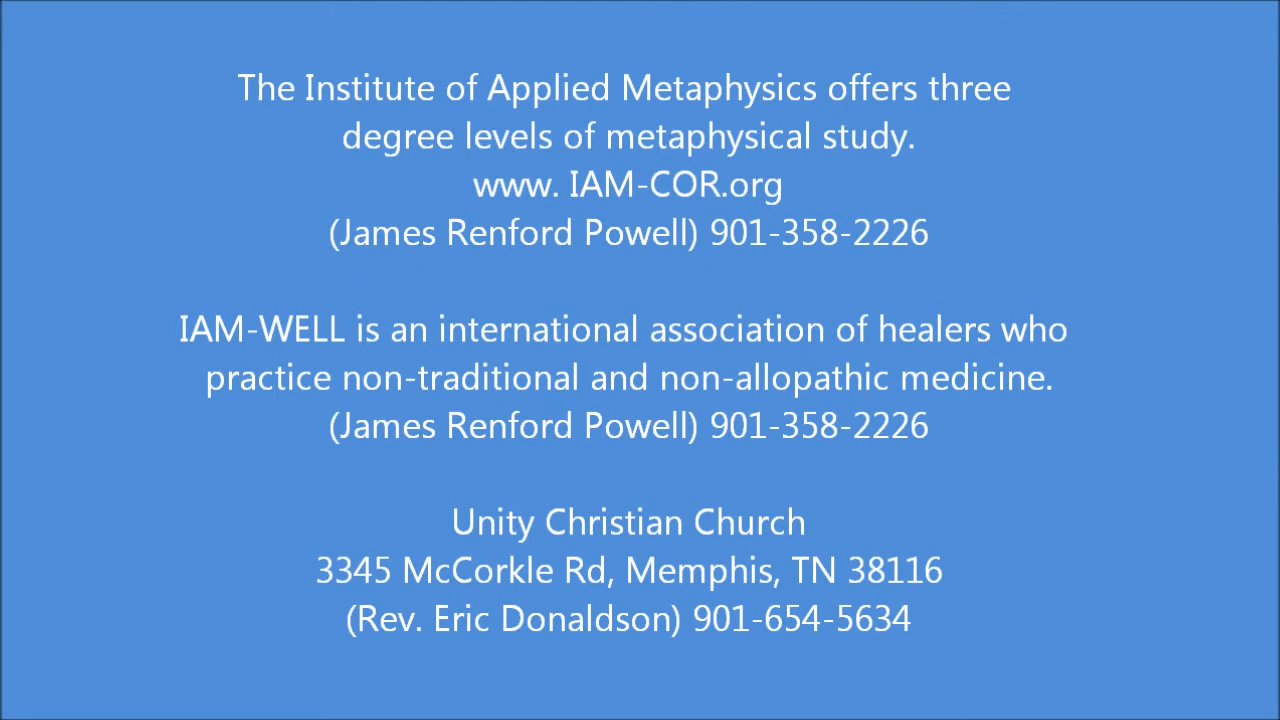 The Institute of Applied Metaphysics offers three
degree levels of metaphysical study.
www. IAM-COR.org
(James Renford Powell) 901-358-2226
IAM-WELL is an international association of healers who
practice non-traditional and non-allopathic medicine.
(James Renford Powell) 901-358-2226
Unity Christian Church
3345 McCorkle Rd, Memphis, TN 38116
(Rev. Eric Donaldson) 901-654-5634